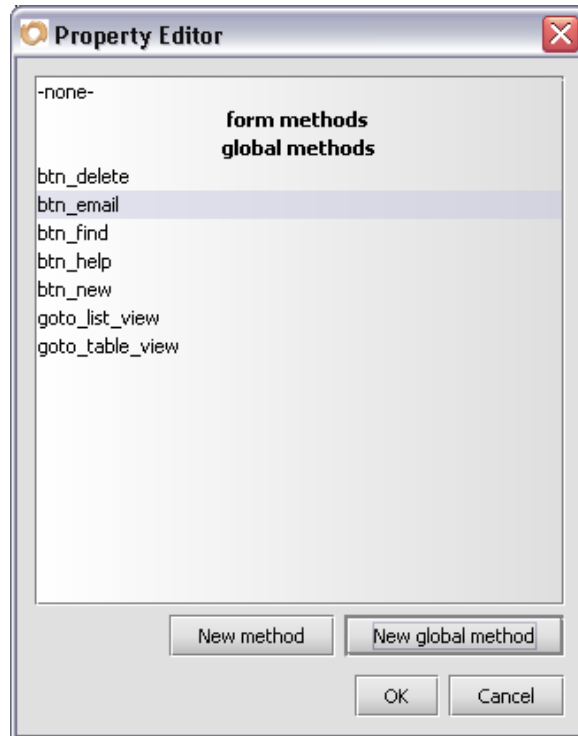 Property Editor
-none-
form methods
global methods
btn_delete
btn_email
btn_find
btn_help
btn_new
goto_list_view
goto_table_view
New method
New global method
OK
Cancel